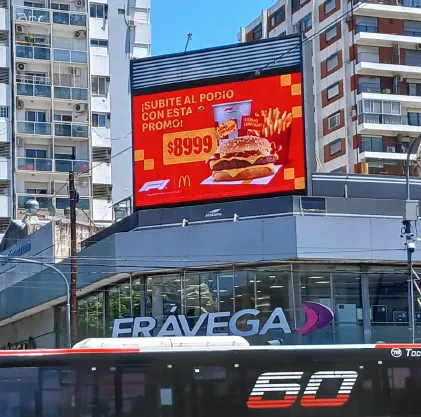 ¡SUBITE AL PODIO
CON ESTA
PROMO!
$8999
F1
FRÁVEGA
60